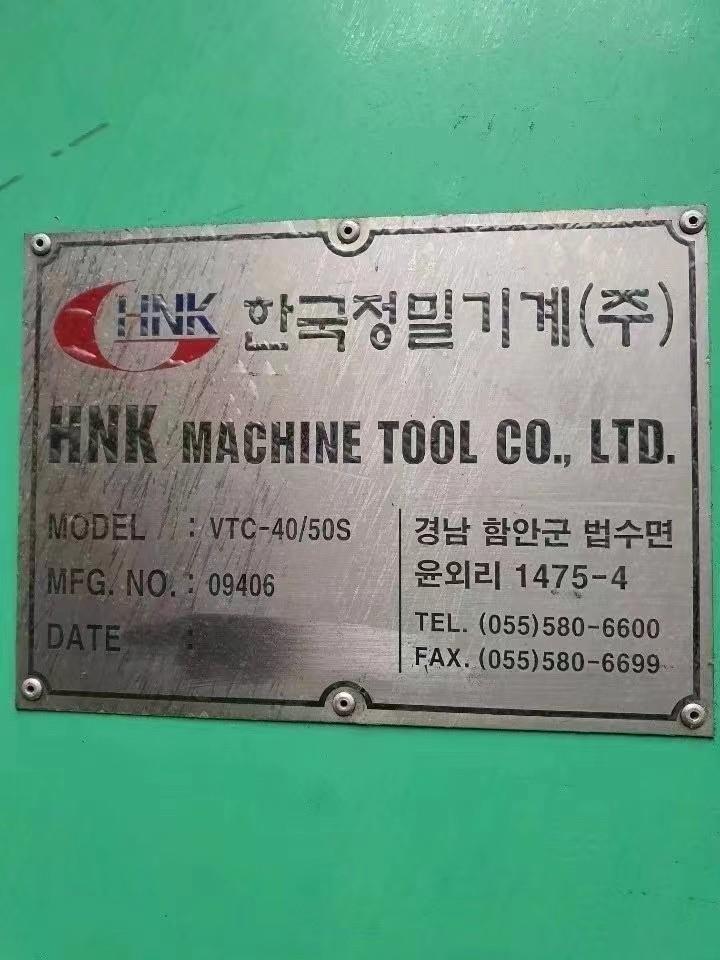 HNK 한국정밀기계(주)
HNK MACHINE TOOL CO., LTD.
MODEL : VTC-40/50S
MFG. NO. : 09406
DATE :
경남 함안군 법수면
윤외리 1475-4
TEL. (055)580-6600
FAX. (055)580-6699